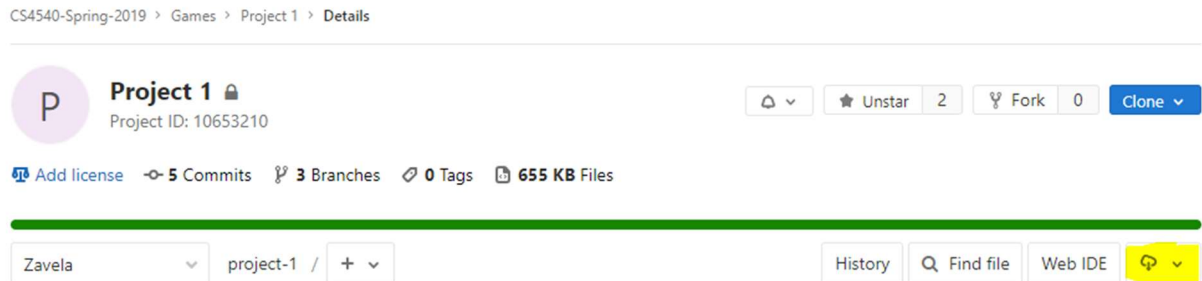 CS4540-Spring-2019 > Games > Project 1 > Details
P
Project 1
Project ID: 10653210
Unstar 2 Fork 0 Clone
Add license 5 Commits 3 Branches 0 Tags 655 KB Files
Zavela project-1 / + History Find file Web IDE